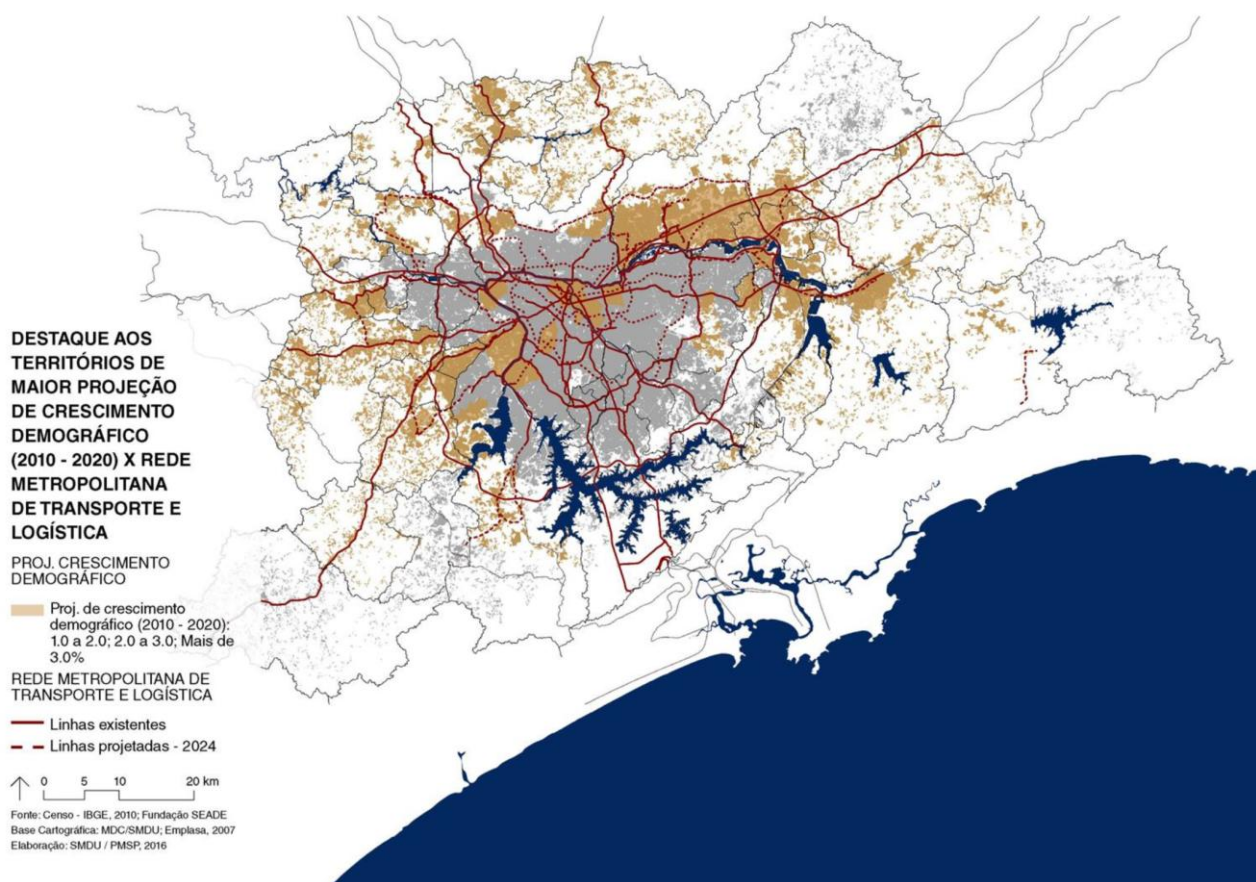 DESTAQUE AOS
TERRITÓRIOS DE
MAIOR PROJEÇÃO
DE CRESCIMENTO
DEMOGRÁFICO
(2010 - 2020) X REDE
METROPOLITANA
DE TRANSPORTE E
LOGÍSTICA
PROJ. CRESCIMENTO
DEMOGRÁFICO
Proj. de crescimento
demográfico (2010 - 2020):
1.0 a 2.0; 2.0 a 3.0; Mais de
3.0%
REDE METROPOLITANA DE
TRANSPORTE E LOGÍSTICA
Linhas existentes
Linhas projetadas - 2024
0 5 10 20 km
Fonte: Censo - IBGE, 2010; Fundação SEADE
Base Cartográfica: MDC/SMDU; Emplasa, 2007
Elaboração: SMDU / PMSP, 2016